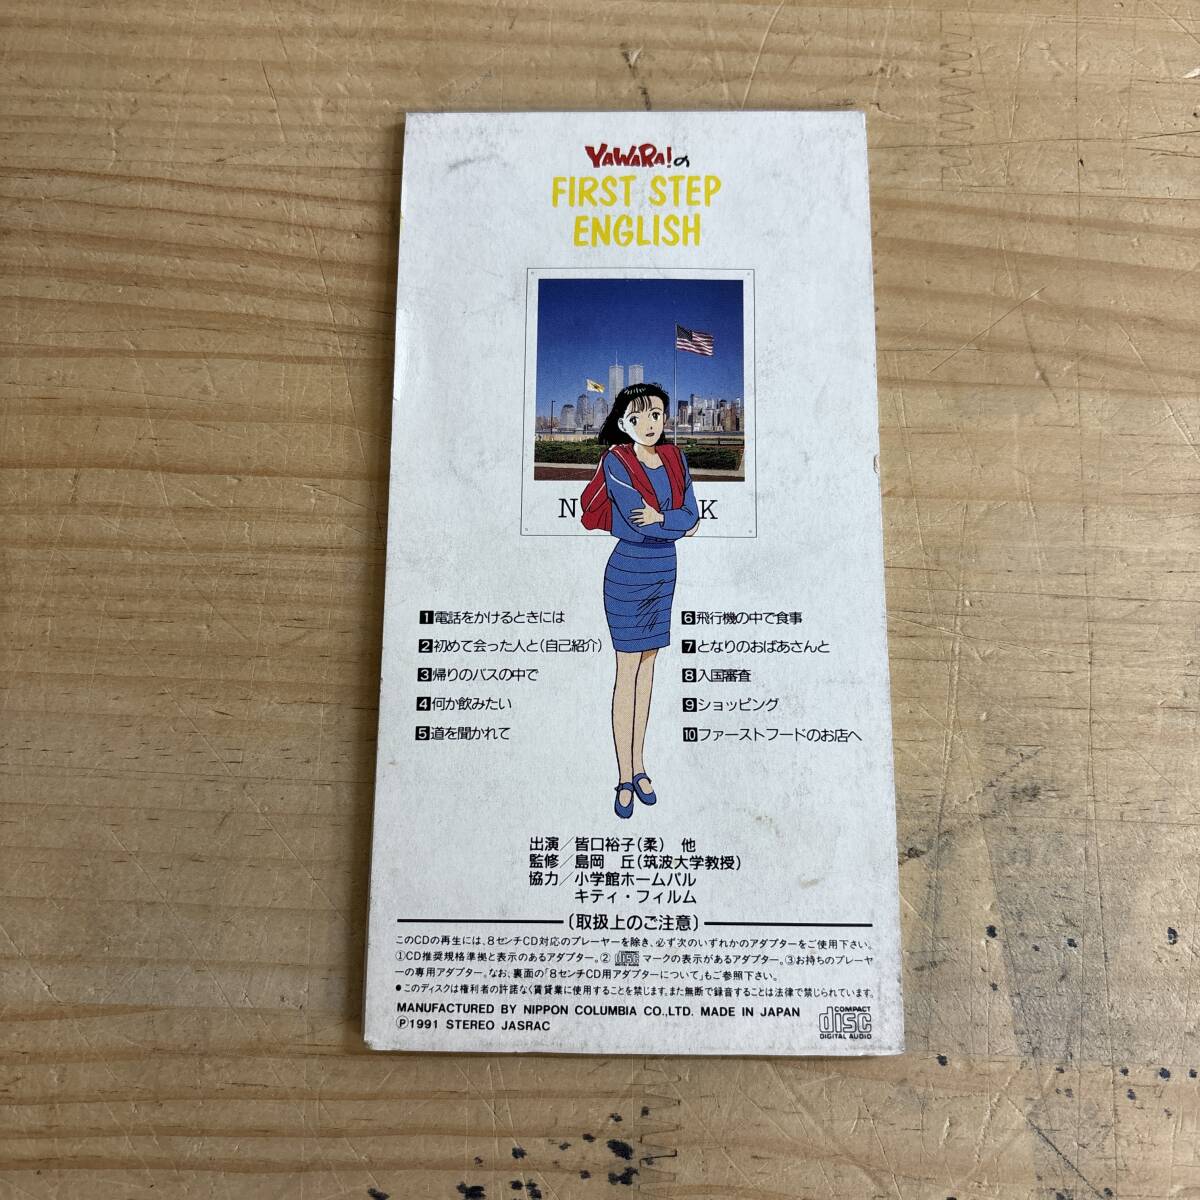 YAWARA!の
FIRST STEP
ENGLISH
N K
1 電話をかけるときには
2 初めて会った人と(自己紹介)
3 帰りのバスの中で
4 何か飲みたい
5 道を聞かれて
6 飛行機の中で食事
7 となりのおばあさんと
8 入国審査
9 ショッピング
10 ファーストフードのお店へ
出演/皆口裕子(柔) 他
監修/島岡 丘(筑波大学教授)
協力/小学館ホームパル
キティ・フィルム
〔取扱上のご注意〕
このCDの再生には、8センチCD対応のプレーヤーを除き、必ず次のいずれかのアダプターをご使用下さい。
①CD推奨規格準拠と表示のあるアダプター。② disc マークの表示があるアダプター。③お持ちのプレーヤ
ーの専用アダプター。なお、裏面の「8センチCD用アダプターについて」もご参照下さい。
●このディスクは権利者の許諾なく賃貸業に使用することを禁じます。また無断で録音することは法律で禁じられています。
MANUFACTURED BY NIPPON COLUMBIA CO.,LTD. MADE IN JAPAN
Ⓟ1991 STEREO JASRAC
COMPACT
disc
DIGITAL AUDIO